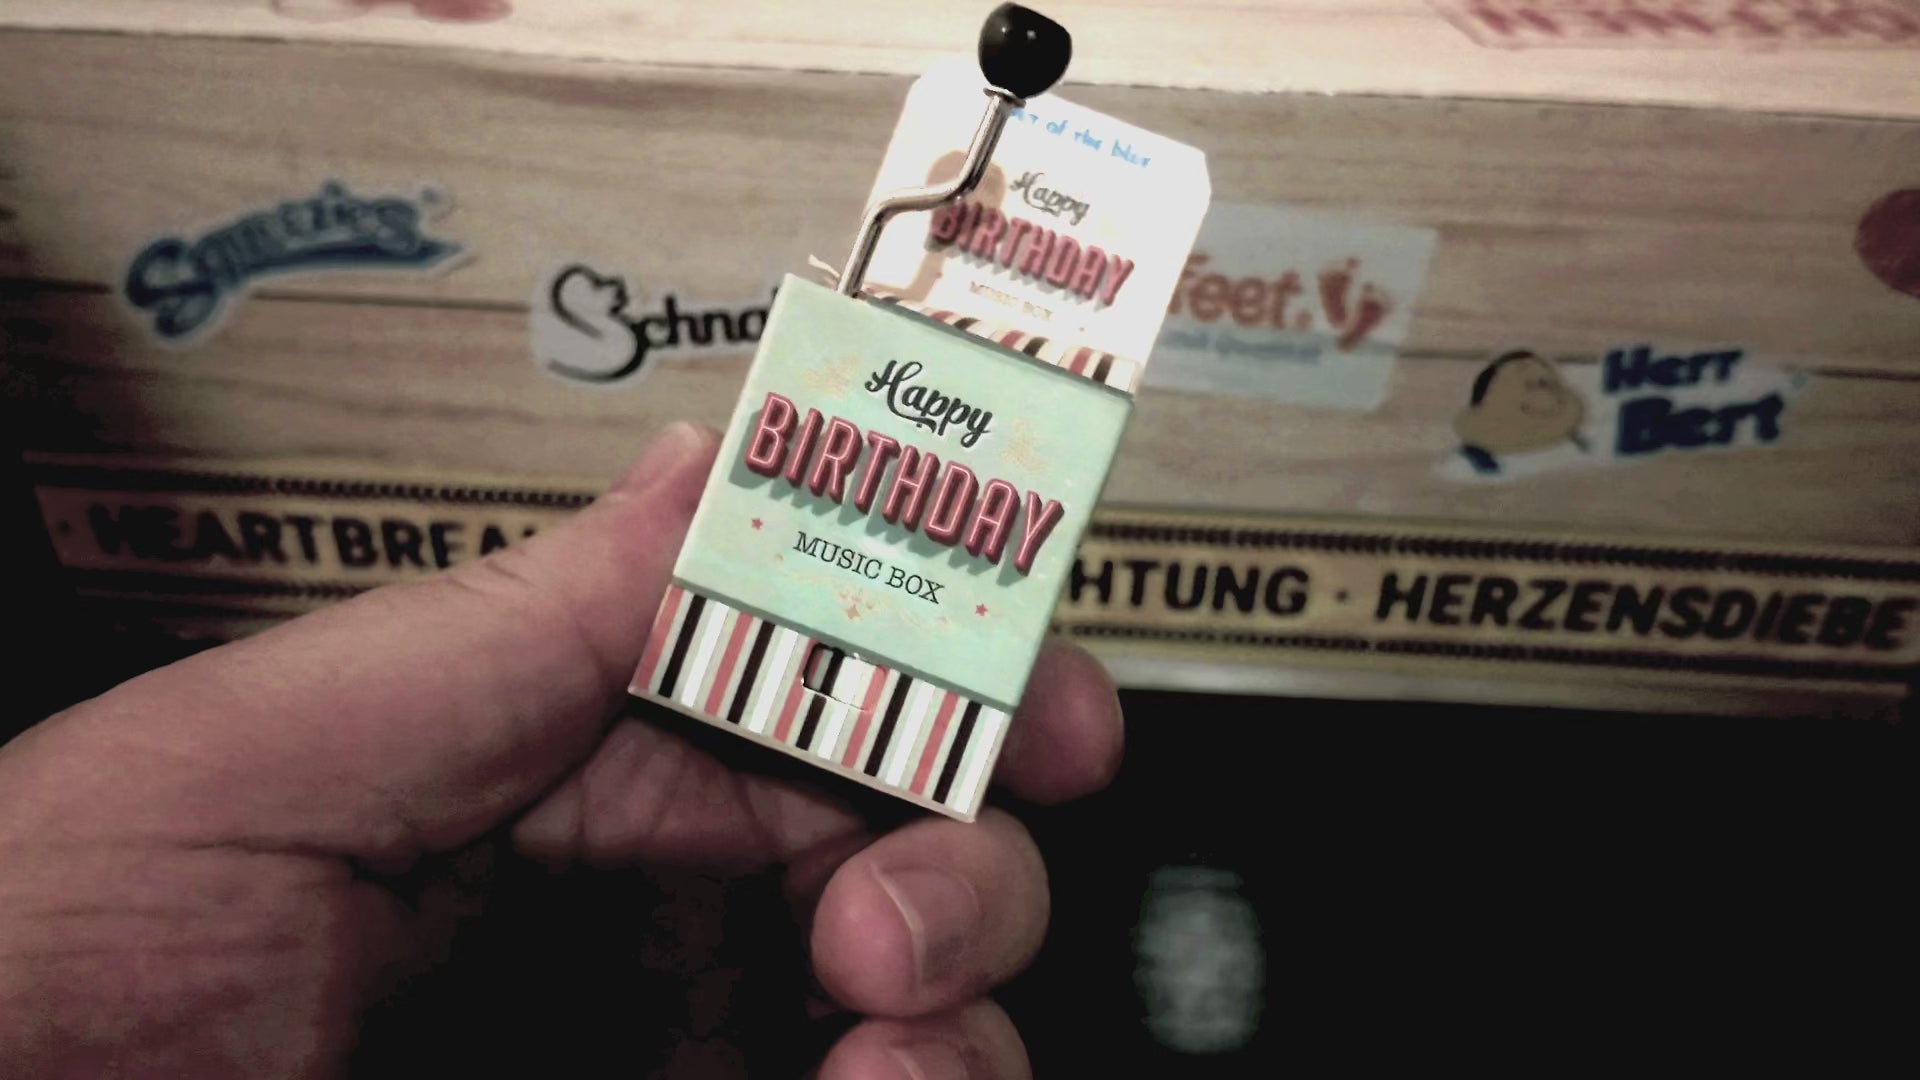 out of the blue
Happy
BIRTHDAY
MUSIC BOX
Happy
BIRTHDAY
MUSIC BOX
Squeezies®
Schna
feet.
Herr
Bert
HEARTBREA
HTUNG · HERZENSDIEBE